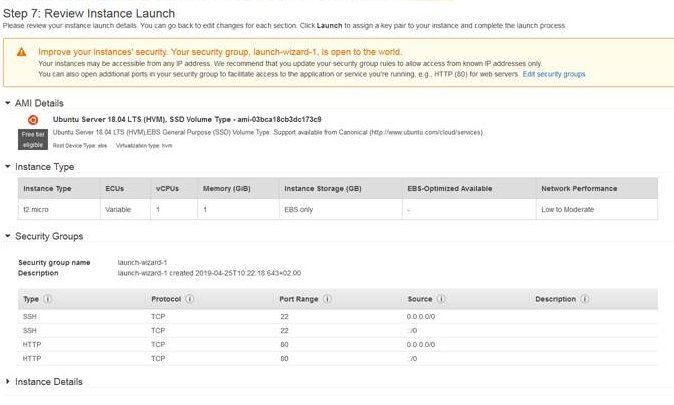 Step 7: Review Instance Launch
Please review your instance launch details. You can go back to edit changes for each section. Click Launch to assign a key pair to your instance and complete the launch process.
Improve your instances' security. Your security group, launch-wizard-1, is open to the world.
Your instances may be accessible from any IP address. We recommend that you update your security group rules to allow access from known IP addresses only.
You can also open additional ports in your security group to facilitate access to the application or service you're running, e.g., HTTP (80) for web servers. Edit security groups
AMI Details
Ubuntu Server 18.04 LTS (HVM), SSD Volume Type - ami-03bca18cb3dc173c9
Free tier eligible
Ubuntu Server 18.04 LTS (HVM),EBS General Purpose (SSD) Volume Type. Support available from Canonical (http://www.ubuntu.com/cloud/services).
Root Device Type: ebs Virtualization type: hvm
Instance Type
Instance Type ECUs vCPUs Memory (GiB) Instance Storage (GB) EBS-Optimized Available Network Performance
t2.micro Variable 1 1 EBS only - Low to Moderate
Security Groups
Security group name launch-wizard-1
Description launch-wizard-1 created 2019-04-25T10:22:18.643+02:00
Type Protocol Port Range Source Description
SSH TCP 22 0.0.0.0/0
SSH TCP 22 ::/0
HTTP TCP 80 0.0.0.0/0
HTTP TCP 80 ::/0
Instance Details